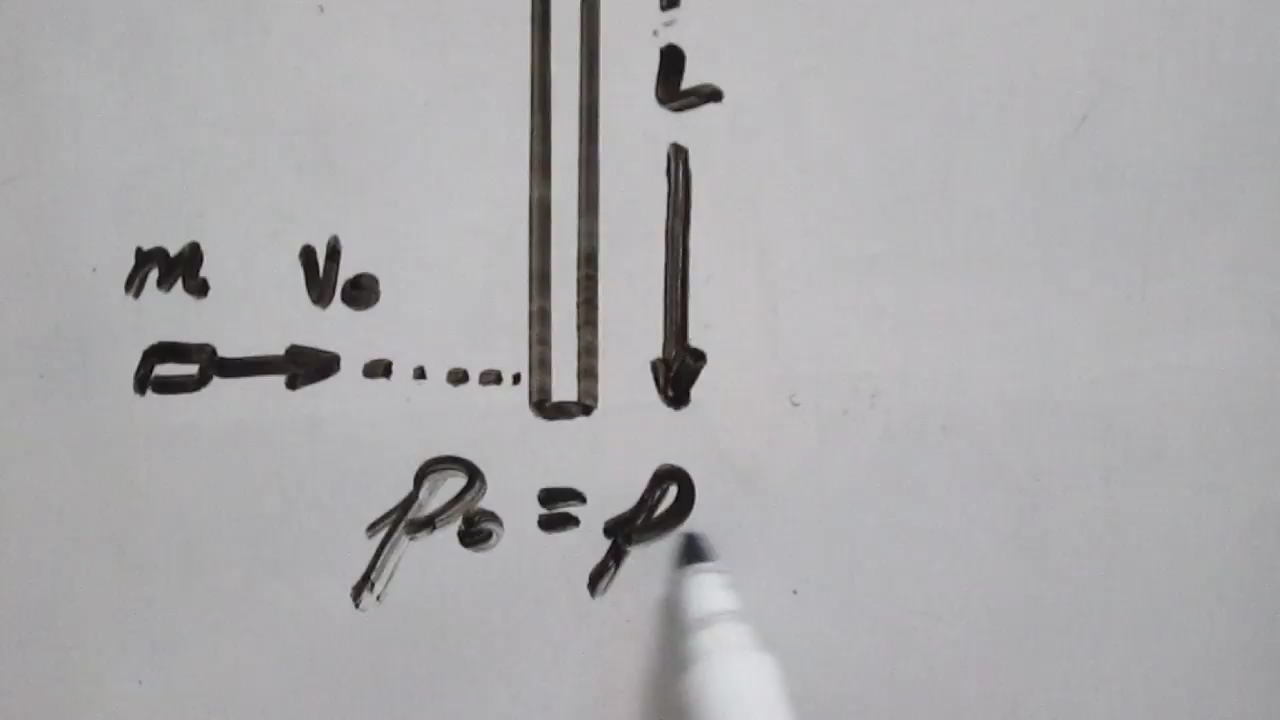 L
m V₀
p₀ = p